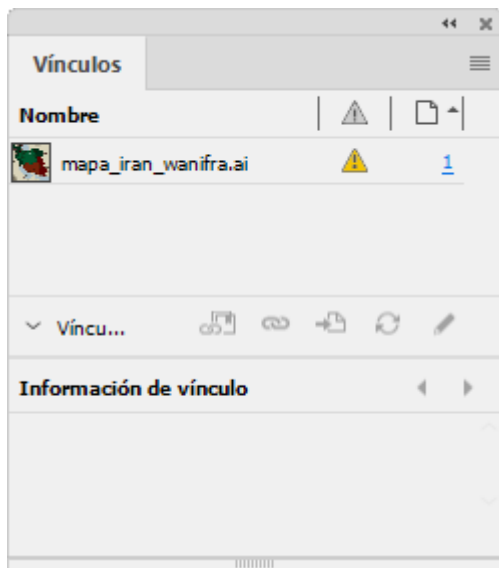 Vínculos
Nombre
mapa_iran_wanifra.ai 1
Víncu...
Información de vínculo